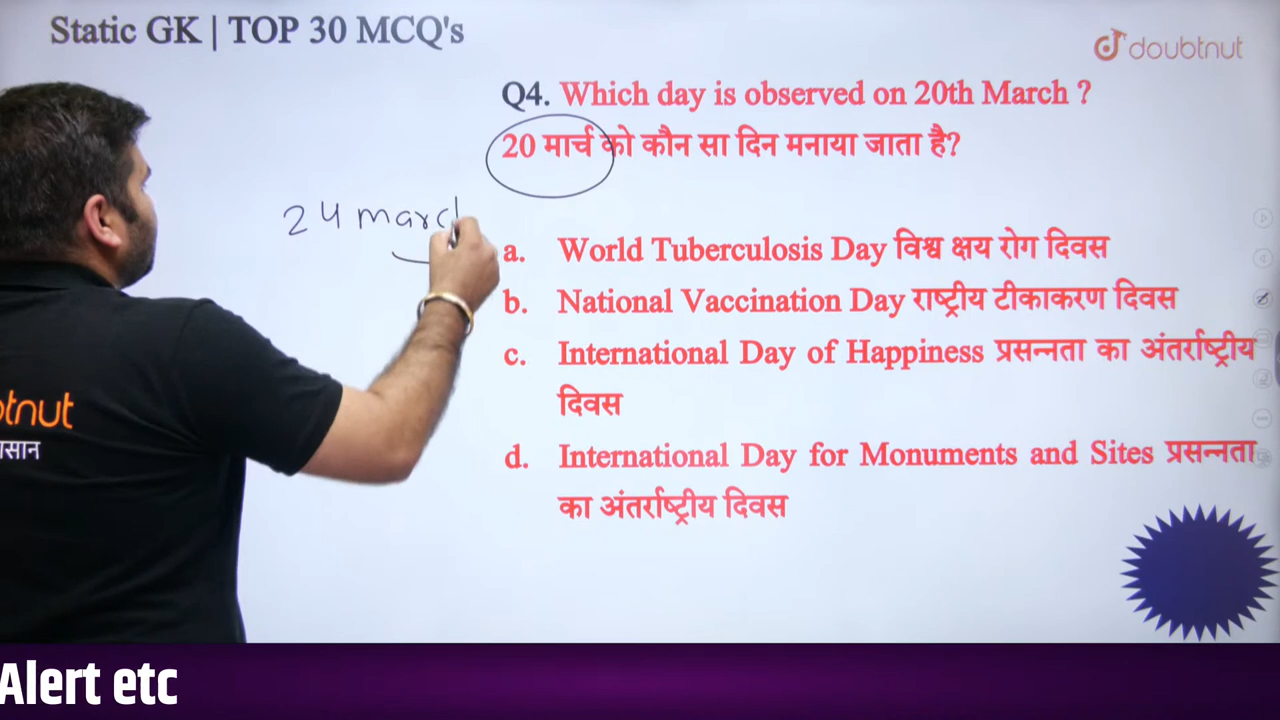 Static GK | TOP 30 MCQ's
doubtnut
Q4. Which day is observed on 20th March ?
20 मार्च को कौन सा दिन मनाया जाता है?
24 marc
a. World Tuberculosis Day विश्व क्षय रोग दिवस
b. National Vaccination Day राष्ट्रीय टीकाकरण दिवस
c. International Day of Happiness प्रसन्नता का अंतर्राष्ट्रीय
दिवस
d. International Day for Monuments and Sites प्रसन्नता
का अंतर्राष्ट्रीय दिवस
otnut
सान
Alert etc